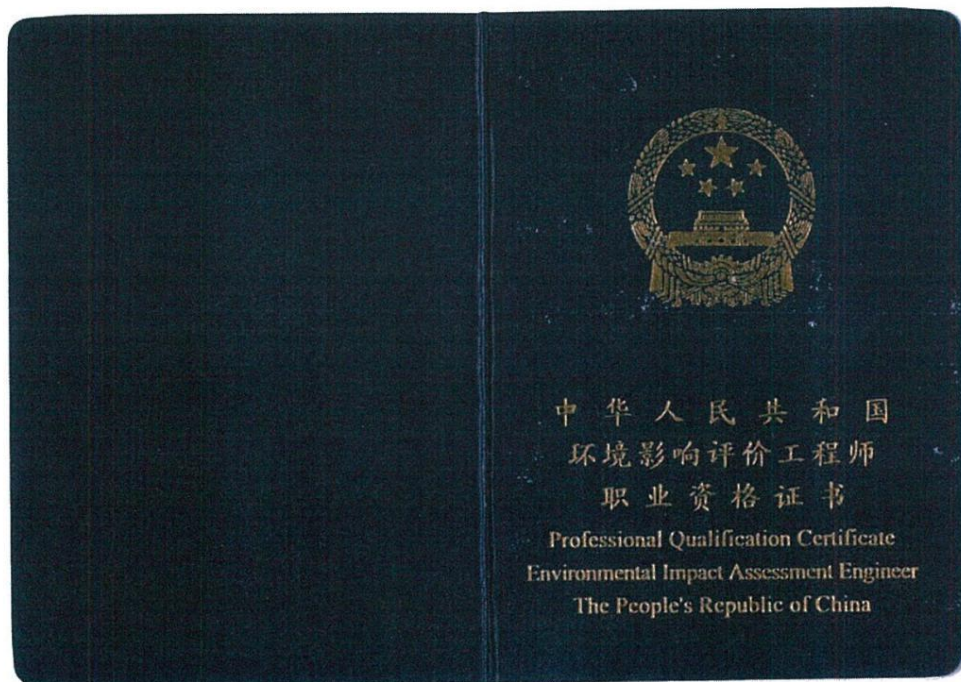 中华人民共和国
环境影响评价工程师
职业资格证书
Professional Qualification Certificate
Environmental Impact Assessment Engineer
The People's Republic of China